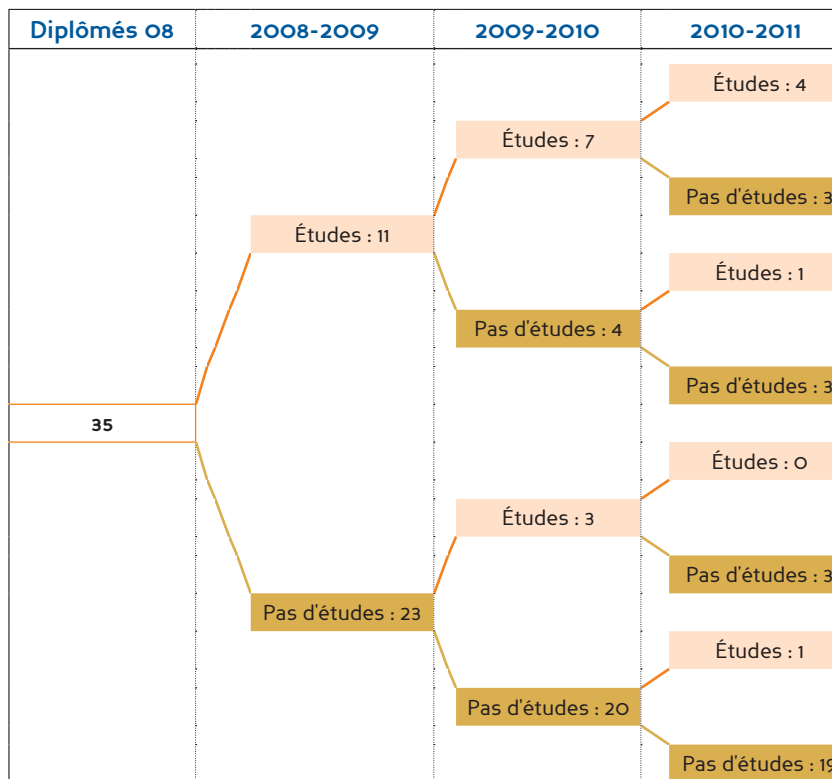 Diplômés 08 2008-2009 2009-2010 2010-2011
Études : 4
Études : 7
Pas d'études : 3
Études : 11
Études : 1
Pas d'études : 4
Pas d'études : 3
35
Études : 0
Études : 3
Pas d'études : 3
Pas d'études : 23
Études : 1
Pas d'études : 20
Pas d'études : 19